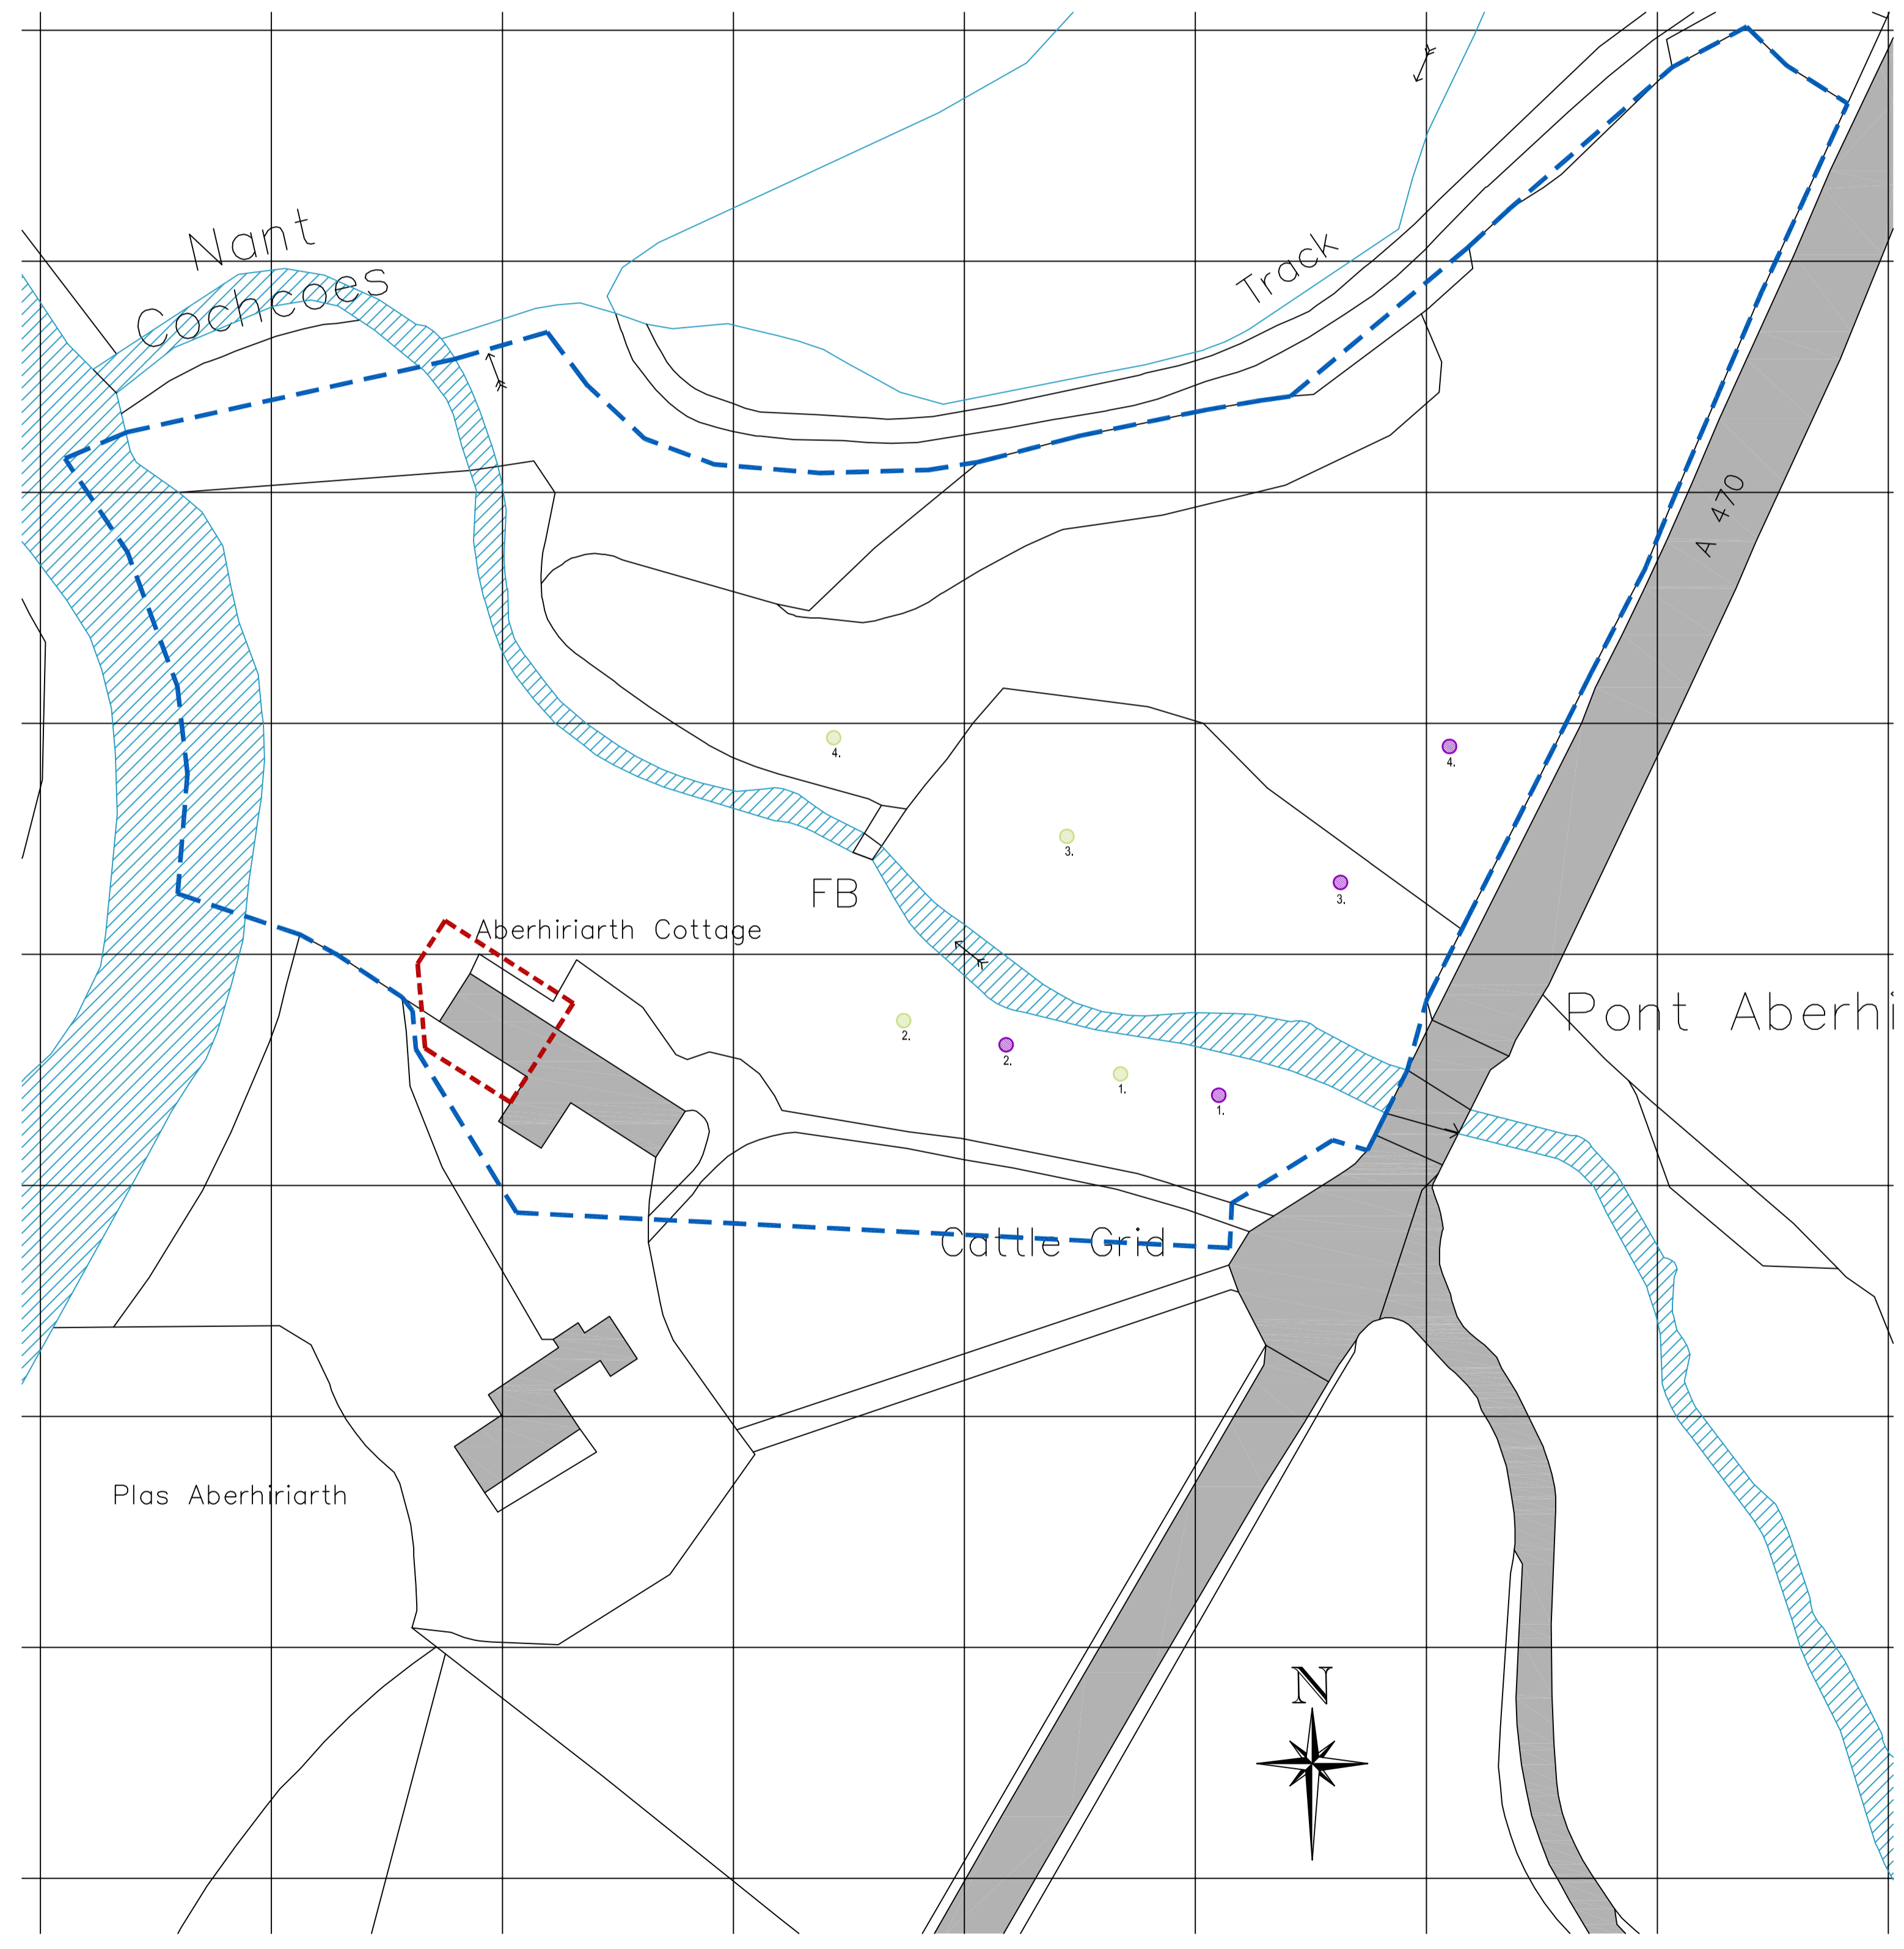 Nant
Cochcoes
Track
A 470
4.
4.
3.
3.
FB
Aberhiriarth Cottage
2.
2.
1.
1.
Pont Aberhi
Cattle Grid
Plas Aberhiriarth
N